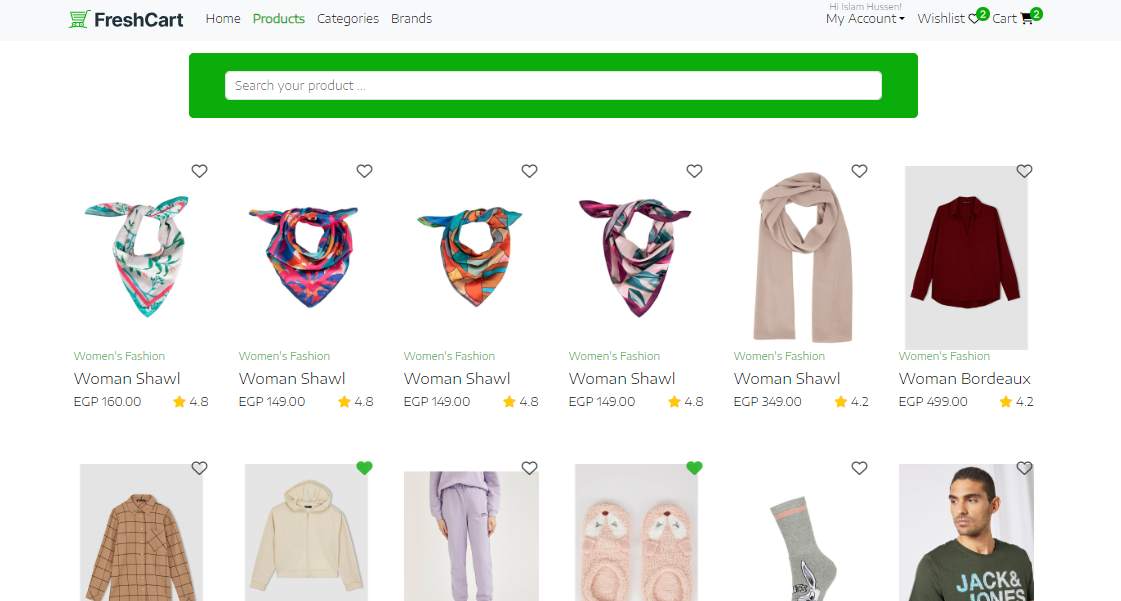 FreshCart Home Products Categories Brands
Hi Islam Hussen!
My Account Wishlist 2 Cart 2
Search your product ...
Women's Fashion Women's Fashion Women's Fashion Women's Fashion Women's Fashion Women's Fashion
Woman Shawl Woman Shawl Woman Shawl Woman Shawl Woman Shawl Woman Bordeaux
EGP 160.00 4.8 EGP 149.00 4.8 EGP 149.00 4.8 EGP 149.00 4.8 EGP 349.00 4.2 EGP 499.00 4.2
JACK&
JONES